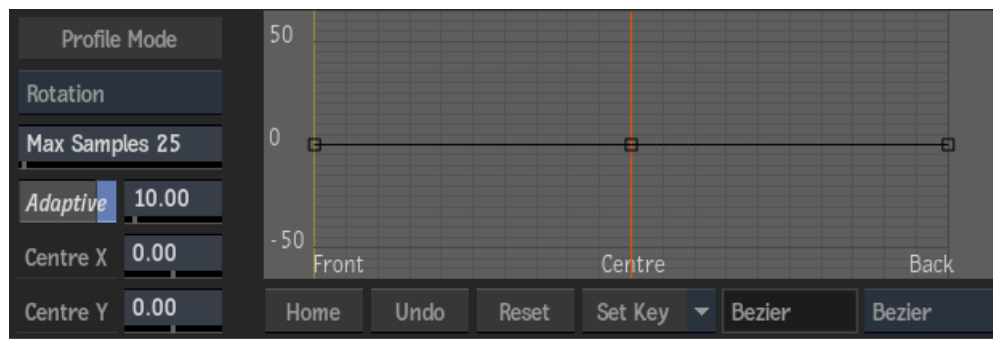 Profile Mode
Rotation
Max Samples 25
Adaptive 10.00
Centre X 0.00
Centre Y 0.00
50
0
-50
Front Centre Back
Home Undo Reset Set Key Bezier Bezier